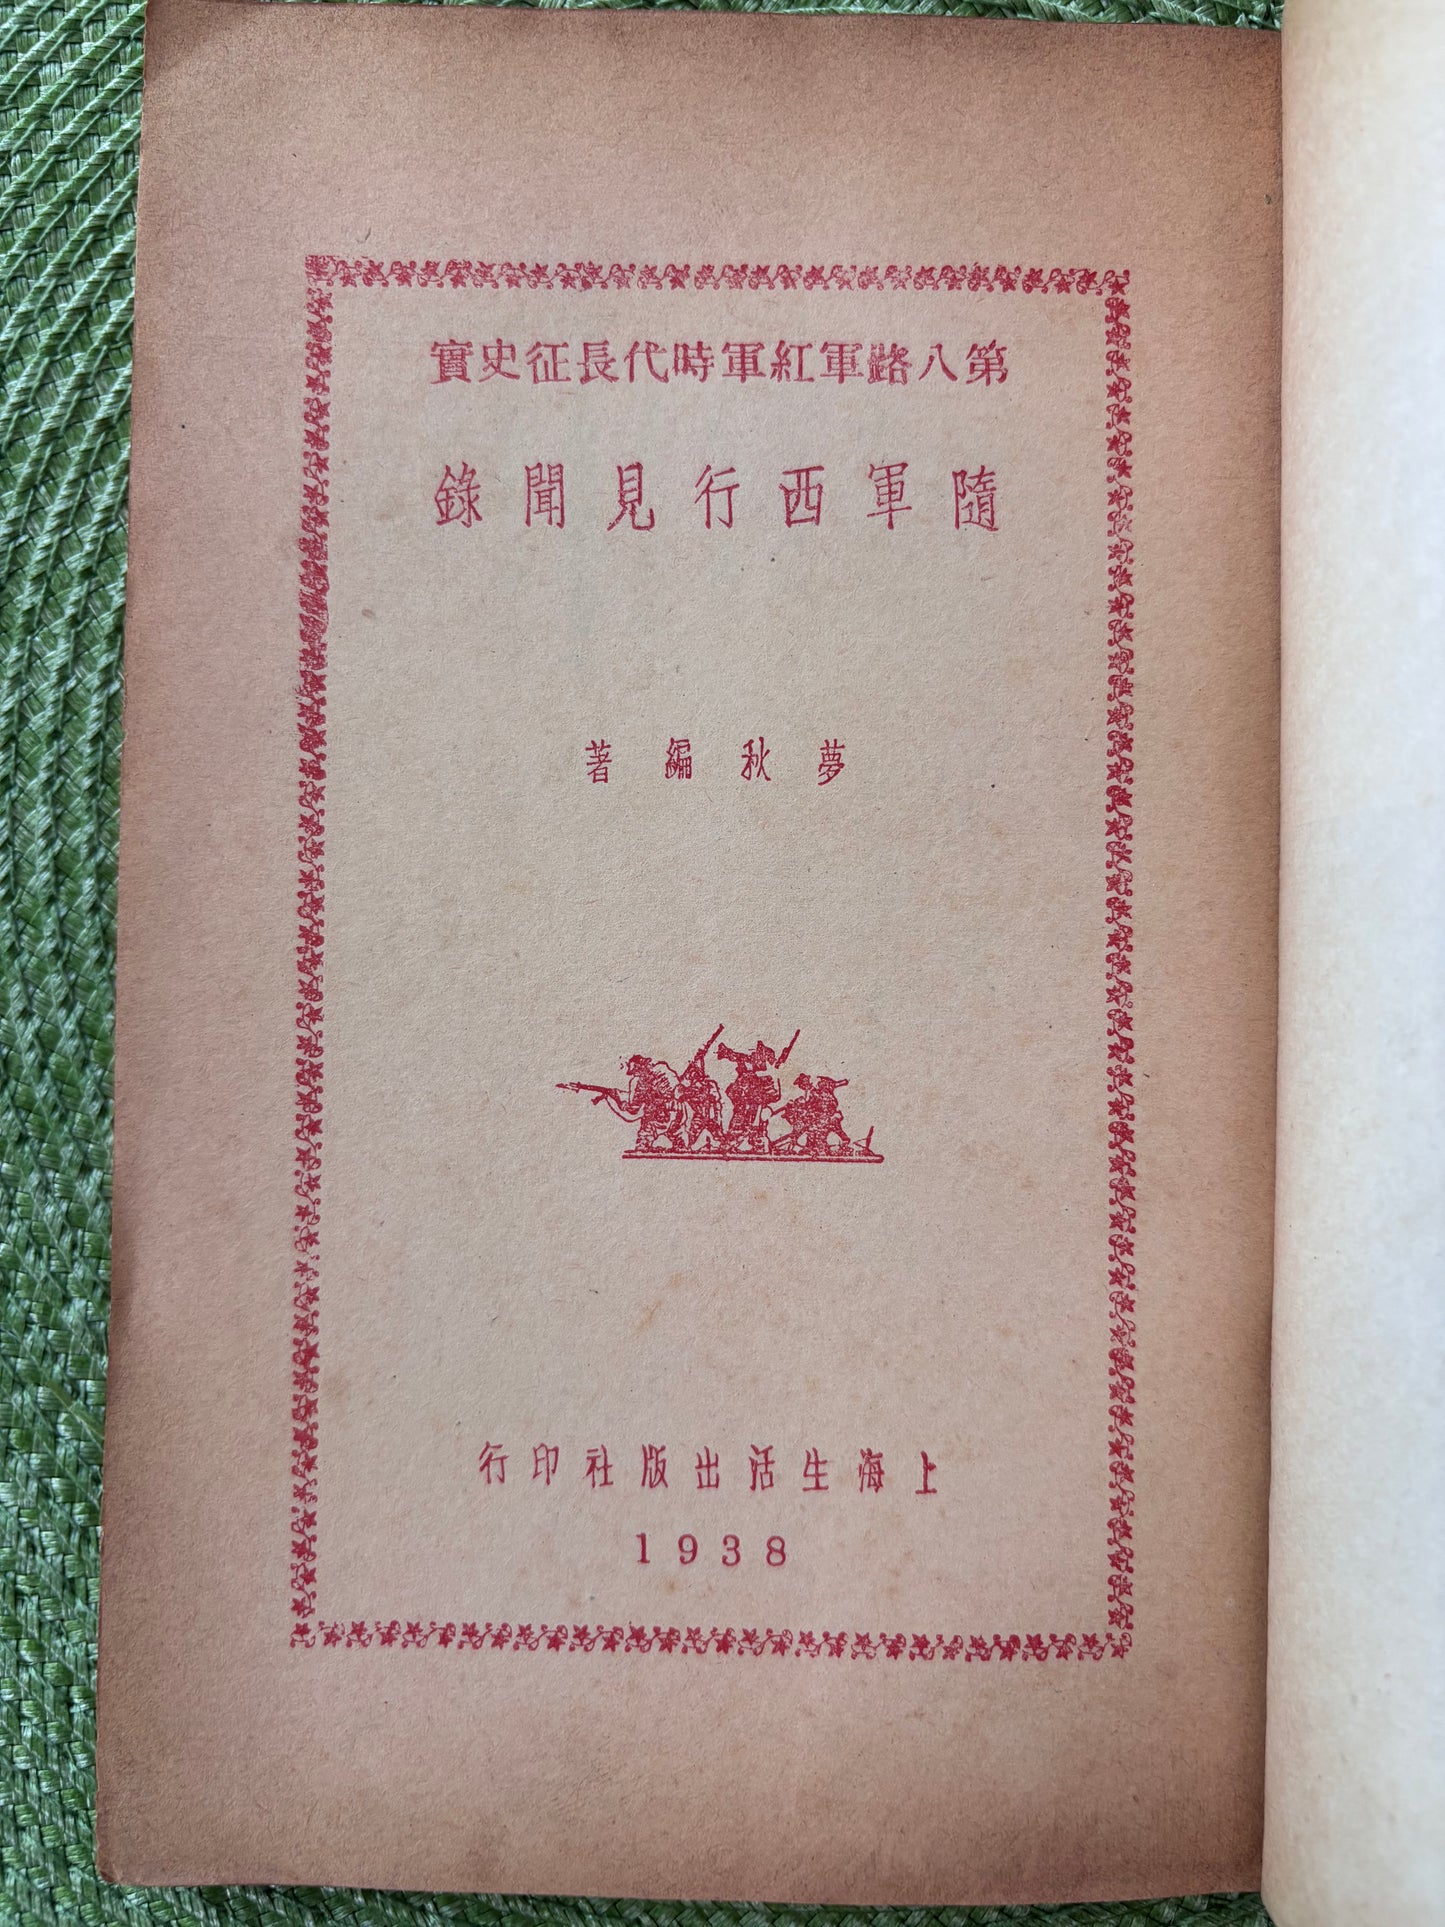 第八路軍紅軍時代長征史實
隨軍西行見聞錄
夢秋編著
上海生活出版社印行
1938